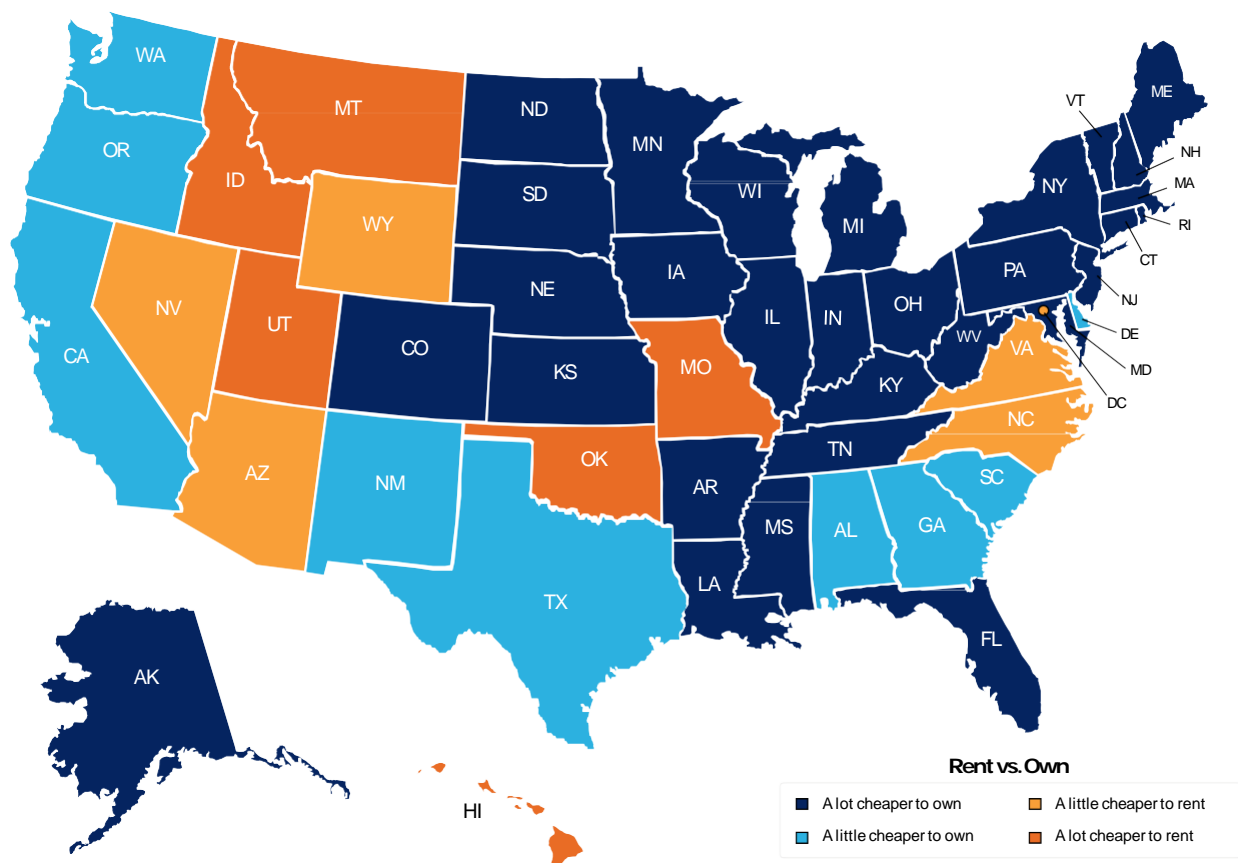 WA
MT
ND
MN
VT
ME
OR
ID
SD
WI
MI
NY
NH
MA
RI
CT
WY
NV
UT
CO
NE
IA
IL
IN
OH
PA
NJ
DE
MD
DC
CA
KS
MO
KY
WV
VA
NC
AZ
NM
OK
AR
TN
SC
MS
AL
GA
TX
LA
FL
AK
HI
Rent vs. Own
A lot cheaper to own
A little cheaper to rent
A little cheaper to own
A lot cheaper to rent